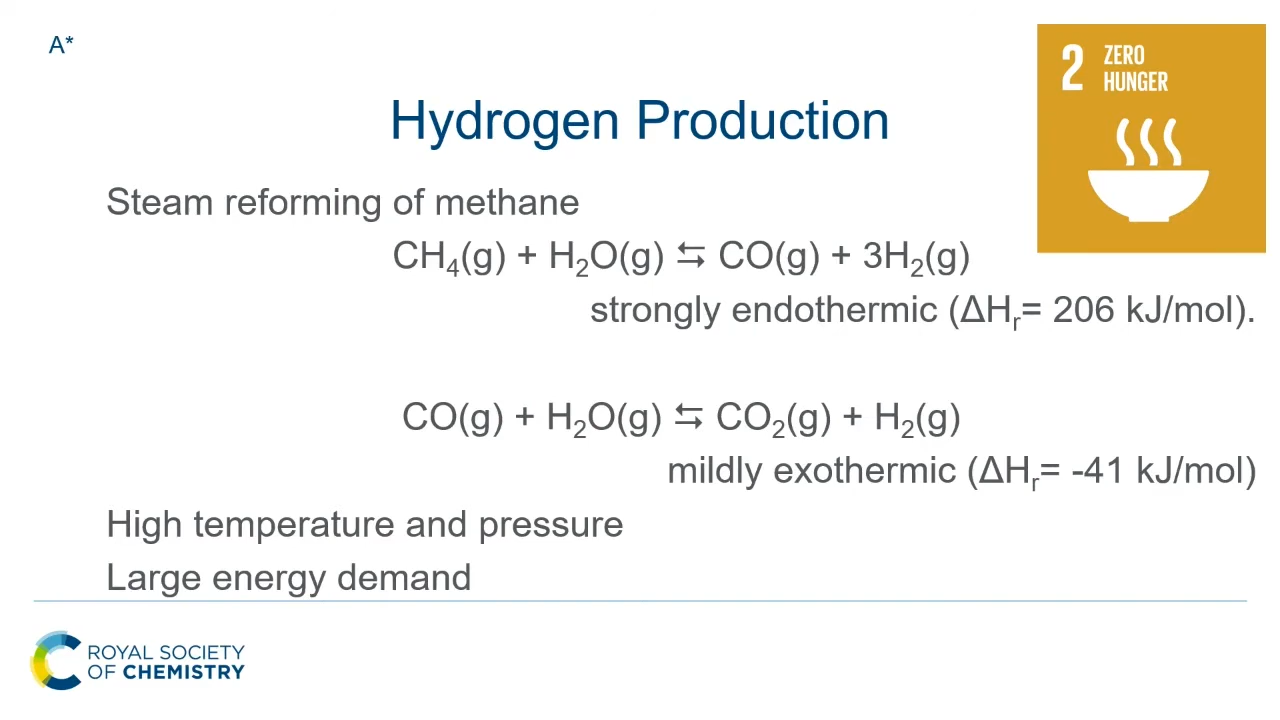 A*
2 ZERO
HUNGER
Hydrogen Production
Steam reforming of methane
CH₄(g) + H₂O(g) ⇆ CO(g) + 3H₂(g)
strongly endothermic (ΔHᵣ= 206 kJ/mol).
CO(g) + H₂O(g) ⇆ CO₂(g) + H₂(g)
mildly exothermic (ΔHᵣ= -41 kJ/mol)
High temperature and pressure
Large energy demand
ROYAL SOCIETY
OF CHEMISTRY